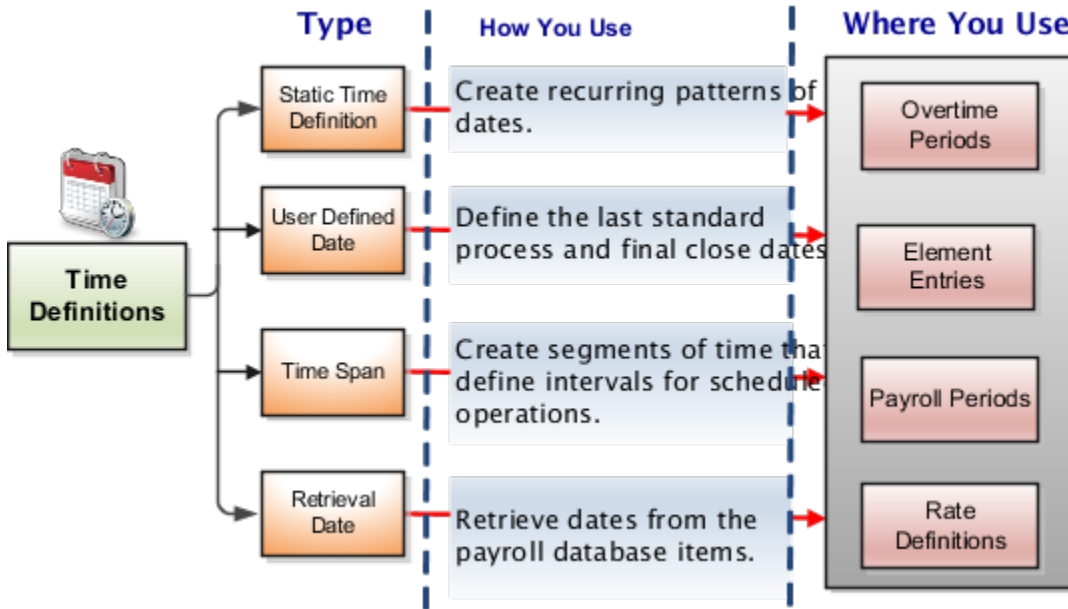 Type
How You Use
Where You Use
Static Time
Definition
Create recurring patterns of
dates.
Overtime
Periods
User Defined
Date
Define the last standard
process and final close dates
Element
Entries
Time
Definitions
Time Span
Create segments of time that
define intervals for schedule
operations.
Payroll Periods
Retrieval
Date
Retrieve dates from the
payroll database items.
Rate
Definitions